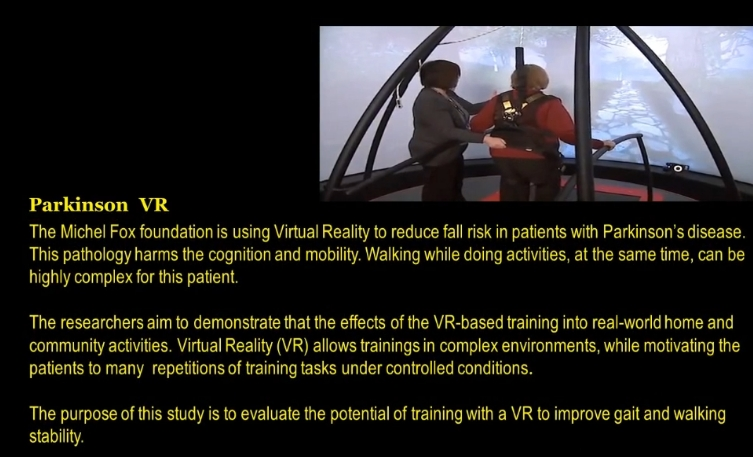 Parkinson VR
The Michel Fox foundation is using Virtual Reality to reduce fall risk in patients with Parkinson's disease.
This pathology harms the cognition and mobility. Walking while doing activities, at the same time, can be
highly complex for this patient.
The researchers aim to demonstrate that the effects of the VR-based training into real-world home and
community activities. Virtual Reality (VR) allows trainings in complex environments, while motivating the
patients to many repetitions of training tasks under controlled conditions.
The purpose of this study is to evaluate the potential of training with a VR to improve gait and walking
stability.